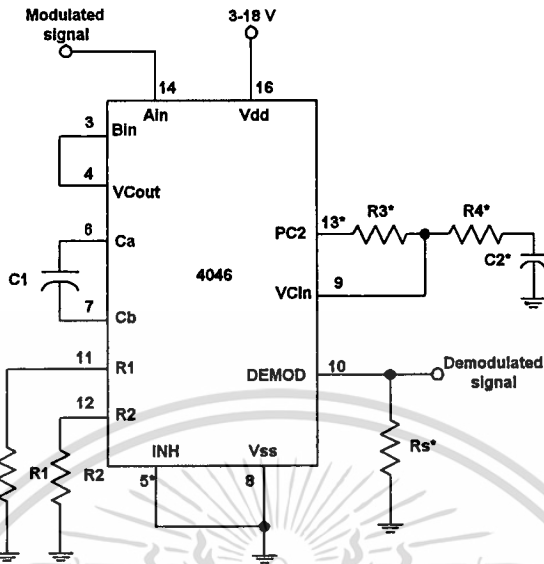 Modulated
signal
3-18 V
14
16
Ain
Vdd
3
Bin
4
VCout
6
Ca
C1
7
Cb
4046
PC2
13*
R3*
R4*
C2*
VCin
9
11
R1
12
R2
DEMOD
10
Demodulated
signal
Rs*
INH
Vss
R1
R2
5*
8